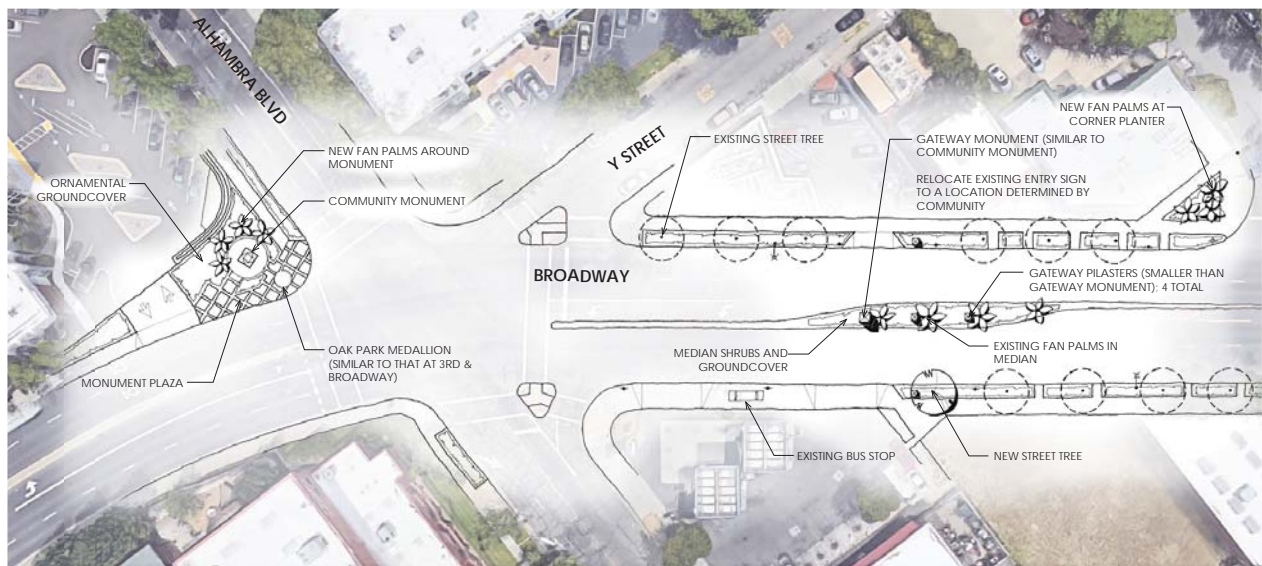 ALHAMBRA BLVD
NEW FAN PALMS AROUND
MONUMENT
ORNAMENTAL
GROUNDCOVER
COMMUNITY MONUMENT
MONUMENT PLAZA
OAK PARK MEDALLION
(SIMILAR TO THAT AT 3RD &
BROADWAY)
Y STREET
BROADWAY
EXISTING STREET TREE
GATEWAY MONUMENT (SIMILAR TO
COMMUNITY MONUMENT)
RELOCATE EXISTING ENTRY SIGN
TO A LOCATION DETERMINED BY
COMMUNITY
NEW FAN PALMS AT
CORNER PLANTER
GATEWAY PILASTERS (SMALLER THAN
GATEWAY MONUMENT); 4 TOTAL
MEDIAN SHRUBS AND
GROUNDCOVER
EXISTING FAN PALMS IN
MEDIAN
EXISTING BUS STOP
NEW STREET TREE